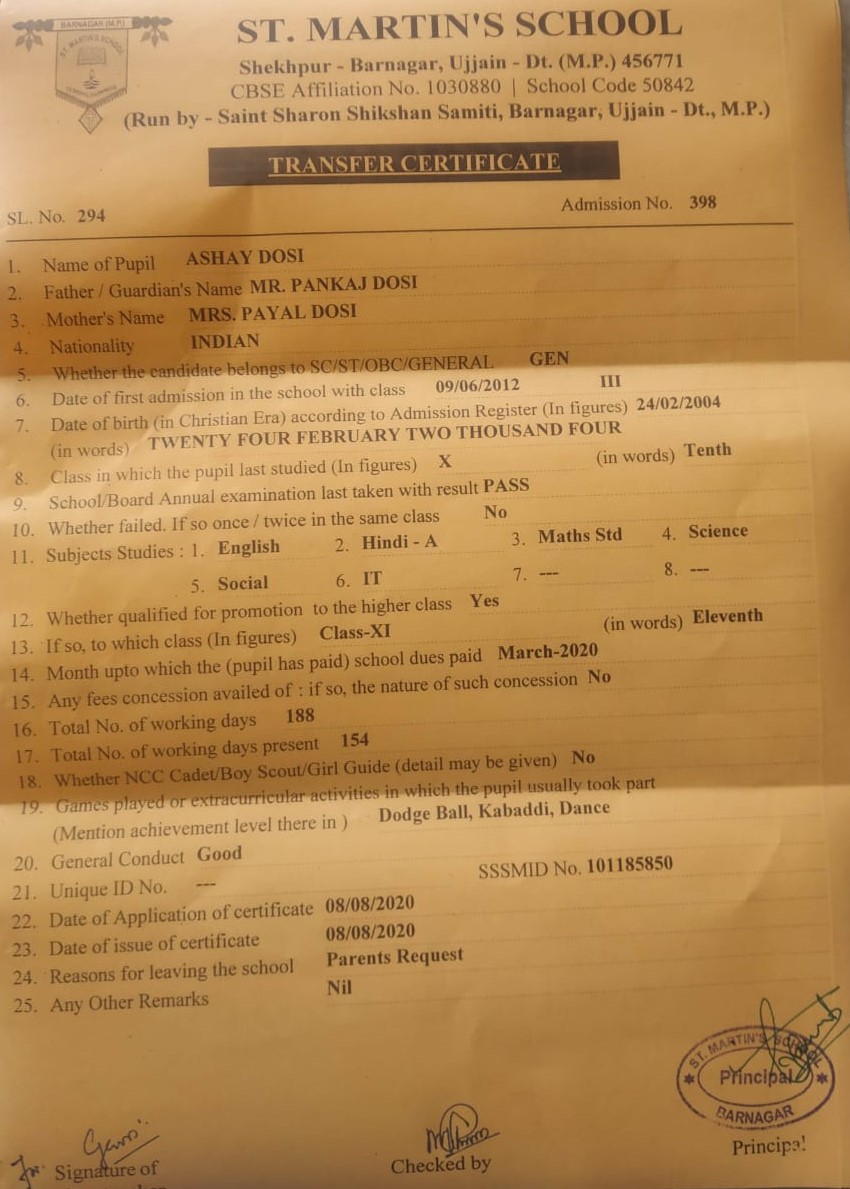 BARNAGAR (M.P.)
ST. MARTIN'S SCHOOL
ST. MARTIN'S SCHOOL
Shekhpur - Barnagar, Ujjain - Dt. (M.P.) 456771
CBSE Affiliation No. 1030880 | School Code 50842
(Run by - Saint Sharon Shikshan Samiti, Barnagar, Ujjain - Dt., M.P.)
TRANSFER CERTIFICATE
SL. No. 294 Admission No. 398
1. Name of Pupil ASHAY DOSI
2. Father / Guardian's Name MR. PANKAJ DOSI
3. Mother's Name MRS. PAYAL DOSI
4. Nationality INDIAN
5. Whether the candidate belongs to SC/ST/OBC/GENERAL GEN
6. Date of first admission in the school with class 09/06/2012 III
7. Date of birth (in Christian Era) according to Admission Register (In figures) 24/02/2004
(in words) TWENTY FOUR FEBRUARY TWO THOUSAND FOUR
8. Class in which the pupil last studied (In figures) X (in words) Tenth
9. School/Board Annual examination last taken with result PASS
10. Whether failed. If so once / twice in the same class No
11. Subjects Studies : 1. English 2. Hindi - A 3. Maths Std 4. Science
5. Social 6. IT 7. --- 8. ---
12. Whether qualified for promotion to the higher class Yes
13. If so, to which class (In figures) Class-XI (in words) Eleventh
14. Month upto which the (pupil has paid) school dues paid March-2020
15. Any fees concession availed of : if so, the nature of such concession No
16. Total No. of working days 188
17. Total No. of working days present 154
18. Whether NCC Cadet/Boy Scout/Girl Guide (detail may be given) No
19. Games played or extracurricular activities in which the pupil usually took part
(Mention achievement level there in ) Dodge Ball, Kabaddi, Dance
20. General Conduct Good
21. Unique ID No. --- SSSMID No. 101185850
22. Date of Application of certificate 08/08/2020
23. Date of issue of certificate 08/08/2020
24. Reasons for leaving the school Parents Request
25. Any Other Remarks Nil
ST. MARTIN'S SCHOOL
Principal
BARNAGAR
Signature of Checked by Principal